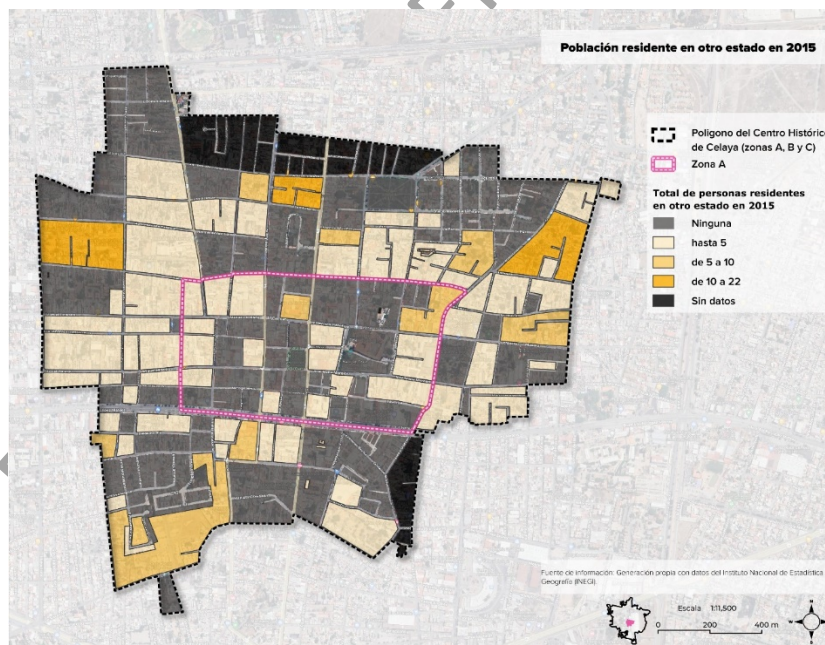 Población residente en otro estado en 2015
Polígono del Centro Histórico
de Celaya (zonas A, B y C)
Zona A
Total de personas residentes
en otro estado en 2015
Ninguna
hasta 5
de 5 a 10
de 10 a 22
Sin datos
Fuente de información: Generación propia con datos del Instituto Nacional de Estadística
Geografía (INEGI).
Escala 1:11,500
0 200 400 m